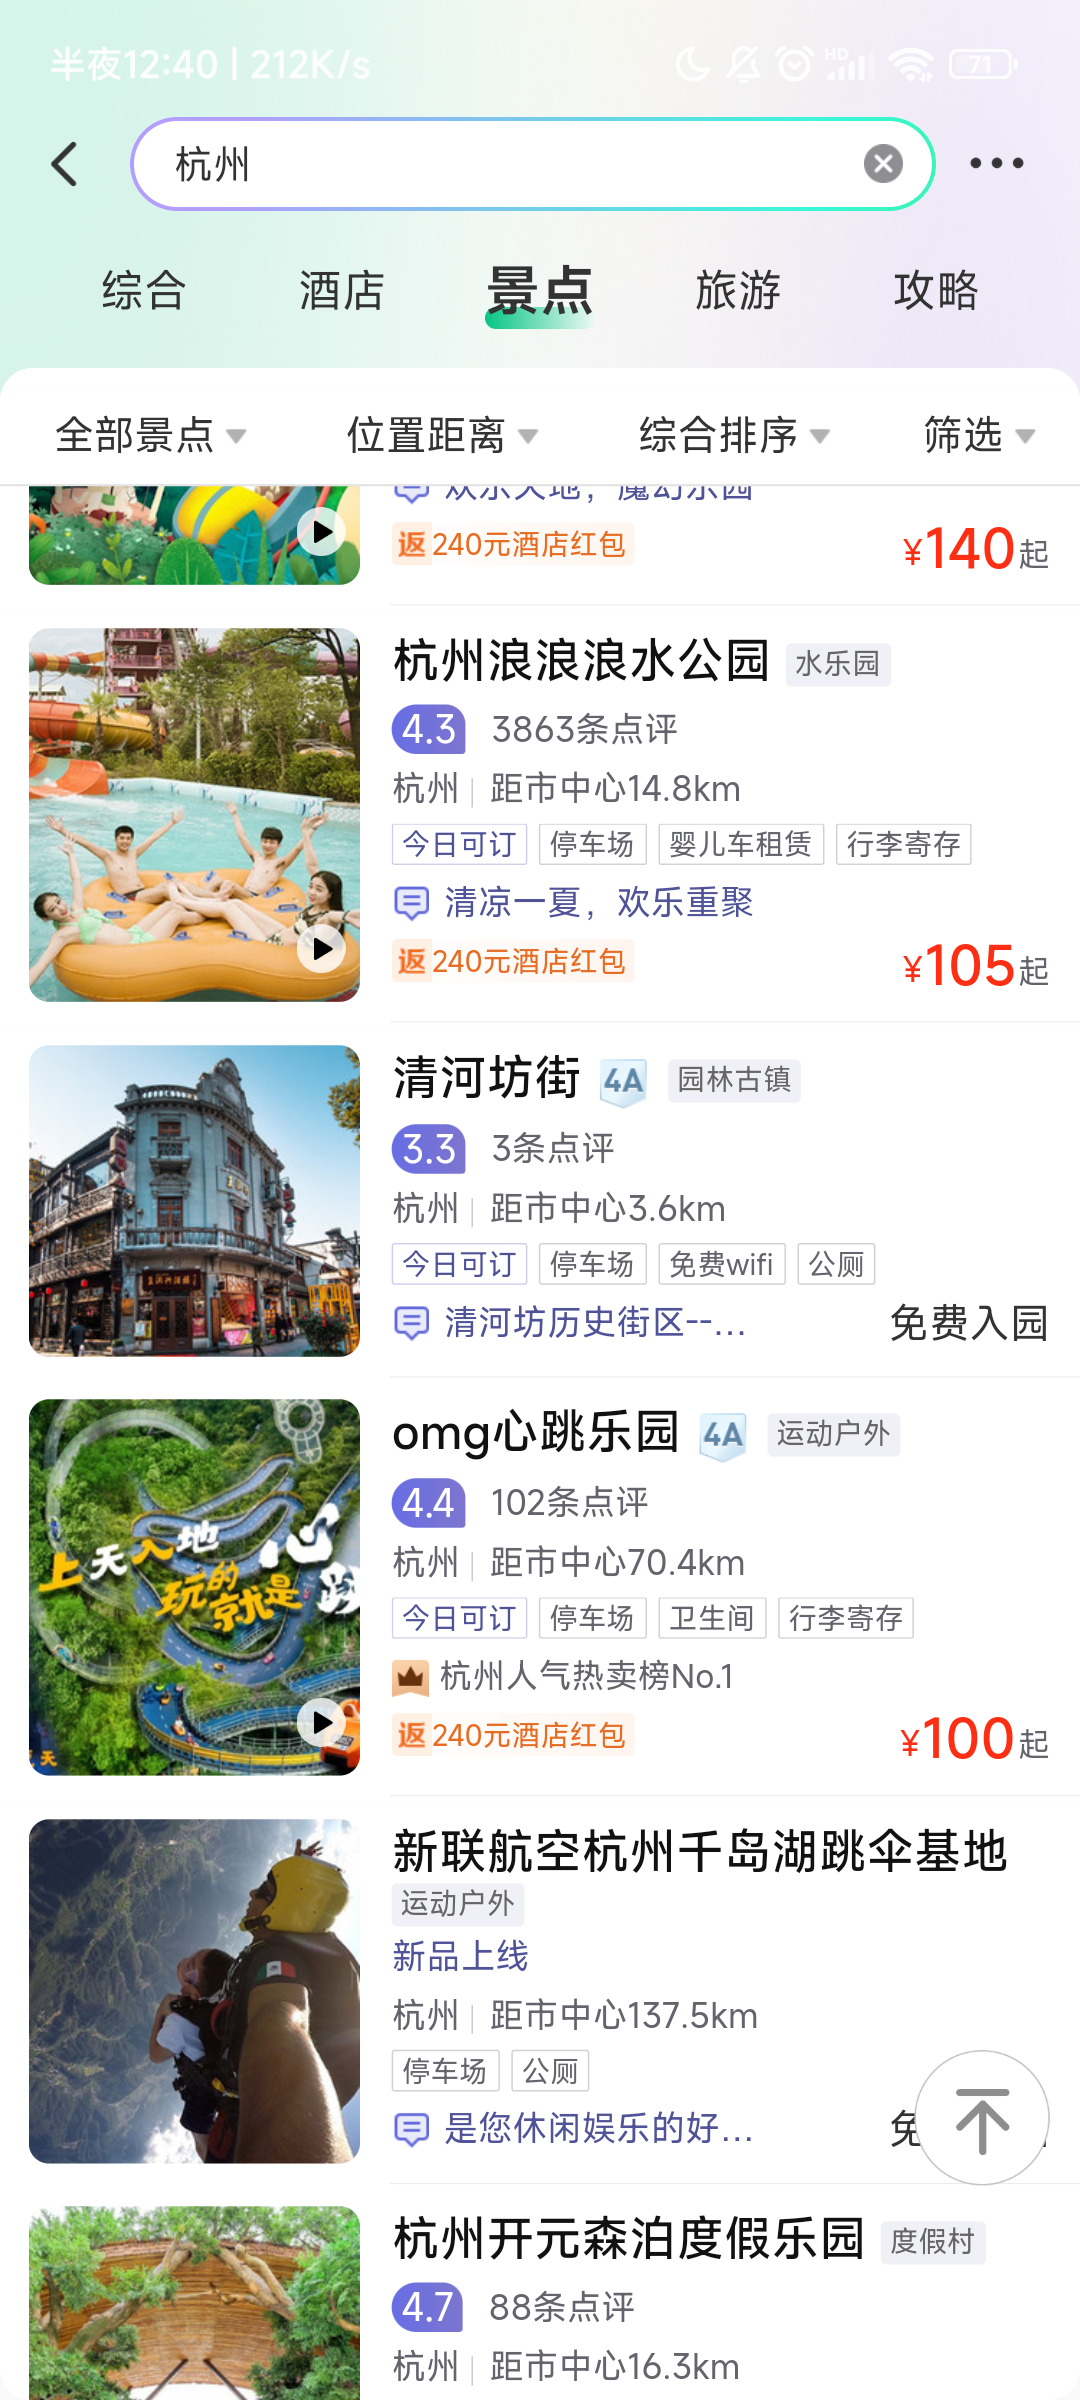 半夜12:40 | 212K/s
HD
71
杭州
综合
酒店
景点
旅游
攻略
全部景点
位置距离
综合排序
筛选
欢乐天地，魔幻乐园
返240元酒店红包
¥140起
杭州浪浪浪水公园 水乐园
4.3 3863条点评
杭州 | 距市中心14.8km
今日可订 停车场 婴儿车租赁 行李寄存
清凉一夏，欢乐重聚
返240元酒店红包
¥105起
清河坊街 4A 园林古镇
3.3 3条点评
杭州 | 距市中心3.6km
今日可订 停车场 免费wifi 公厕
清河坊历史街区--...
免费入园
omg心跳乐园 4A 运动户外
4.4 102条点评
杭州 | 距市中心70.4km
今日可订 停车场 卫生间 行李寄存
杭州人气热卖榜No.1
返240元酒店红包
¥100起
上天入地
玩的就是
心跳
新联航空杭州千岛湖跳伞基地
运动户外
新品上线
杭州 | 距市中心137.5km
停车场 公厕
是您休闲娱乐的好...
免
杭州开元森泊度假乐园 度假村
4.7 88条点评
杭州 | 距市中心16.3km